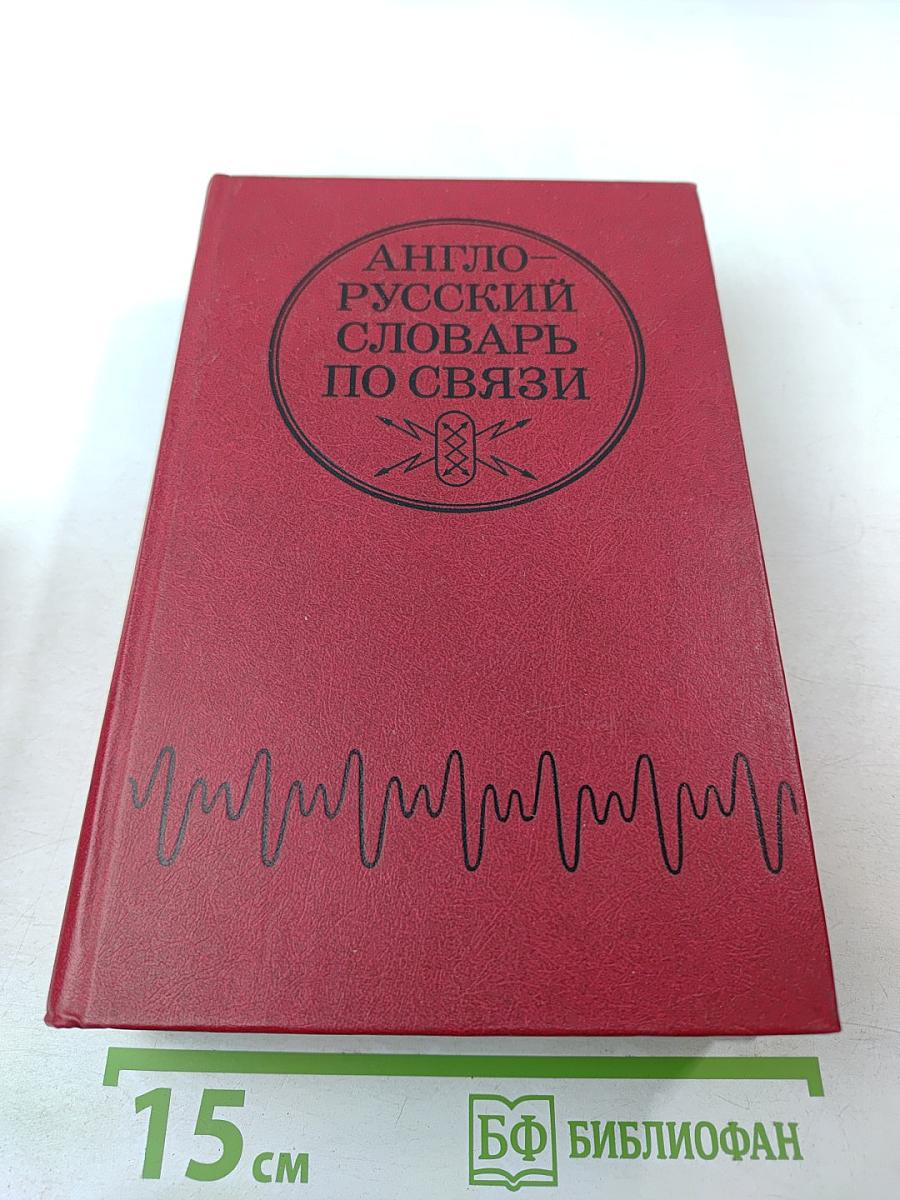 АНГЛО-
РУССКИЙ
СЛОВАРЬ
ПО СВЯЗИ
15 см
БФ БИБЛИОФАН